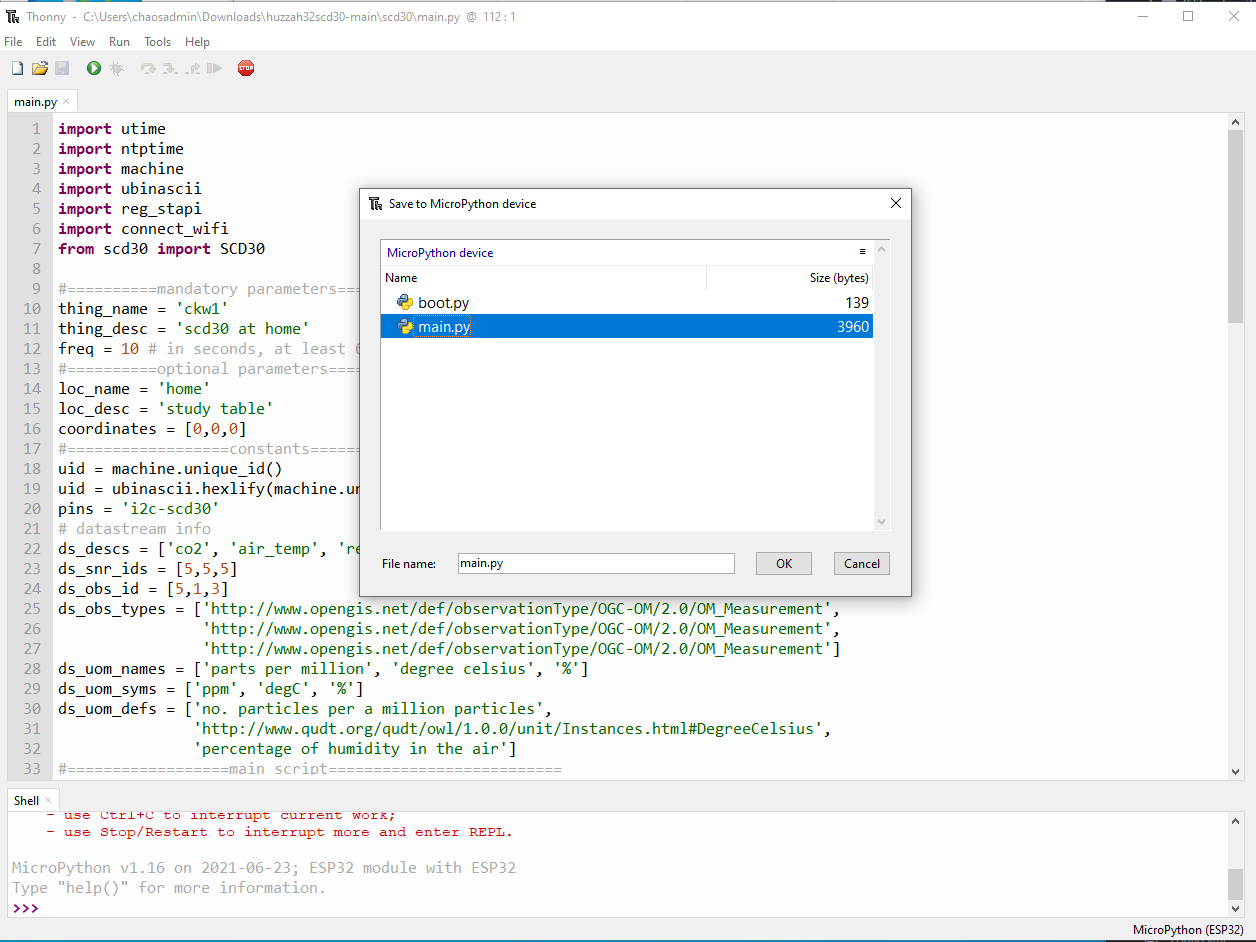 Thonny - C:\Users\chaosadmin\Downloads\huzzah32scd30-main\scd30\main.py @ 112 : 1
File Edit View Run Tools Help
STOP
main.py
1 import utime
2 import ntptime
3 import machine
4 import ubinascii
5 import reg_stapi
6 import connect_wifi
7 from scd30 import SCD30
8
9 #==========mandatory parameters===
10 thing_name = 'ckw1'
11 thing_desc = 'scd30 at home'
12 freq = 10 # in seconds, at least
13 #==========optional parameters====
14 loc_name = 'home'
15 loc_desc = 'study table'
16 coordinates = [0,0,0]
17 #==================constants======
18 uid = machine.unique_id()
19 uid = ubinascii.hexlify(machine.un
20 pins = 'i2c-scd30'
21 # datastream info
22 ds_descs = ['co2', 'air_temp', 're
23 ds_snr_ids = [5,5,5]
24 ds_obs_id = [5,1,3]
25 ds_obs_types = ['http://www.opengis.net/def/observationType/OGC-OM/2.0/OM_Measurement',
26 'http://www.opengis.net/def/observationType/OGC-OM/2.0/OM_Measurement',
27 'http://www.opengis.net/def/observationType/OGC-OM/2.0/OM_Measurement']
28 ds_uom_names = ['parts per million', 'degree celsius', '%']
29 ds_uom_syms = ['ppm', 'degC', '%']
30 ds_uom_defs = ['no. particles per a million particles',
31 'http://www.qudt.org/qudt/owl/1.0.0/unit/Instances.html#DegreeCelsius',
32 'percentage of humidity in the air']
33 #==================main script==========================
Save to MicroPython device
MicroPython device
Name Size (bytes)
boot.py 139
main.py 3960
File name: main.py OK Cancel
Shell
- use Ctrl+C to interrupt current work;
- use Stop/Restart to interrupt more and enter REPL.
MicroPython v1.16 on 2021-06-23; ESP32 module with ESP32
Type "help()" for more information.
>>>
MicroPython (ESP32)